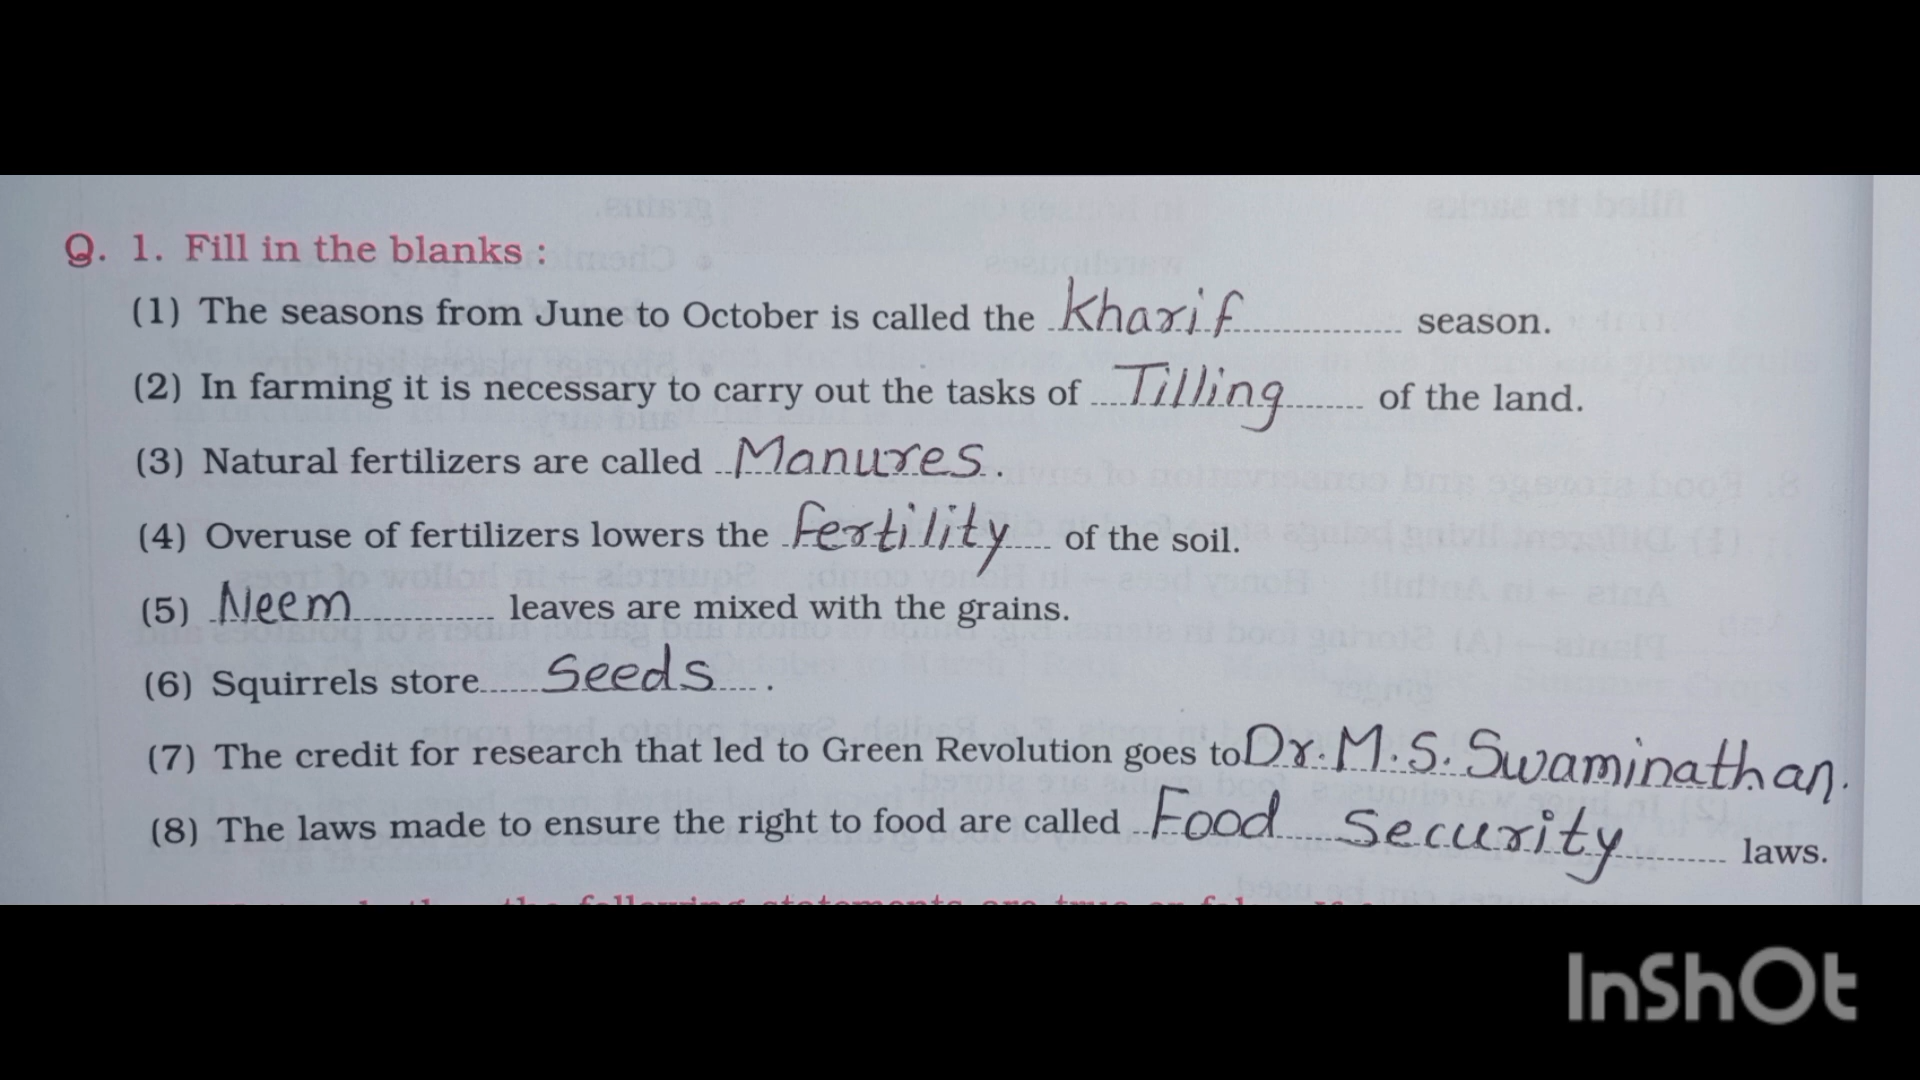 Q. 1. Fill in the blanks :
(1) The seasons from June to October is called the Kharif season.
(2) In farming it is necessary to carry out the tasks of Tilling of the land.
(3) Natural fertilizers are called Manures.
(4) Overuse of fertilizers lowers the fertility of the soil.
(5) Neem leaves are mixed with the grains.
(6) Squirrels store Seeds .
(7) The credit for research that led to Green Revolution goes to Dr.M.S.Swaminathan.
(8) The laws made to ensure the right to food are called Food Security laws.
InShOt